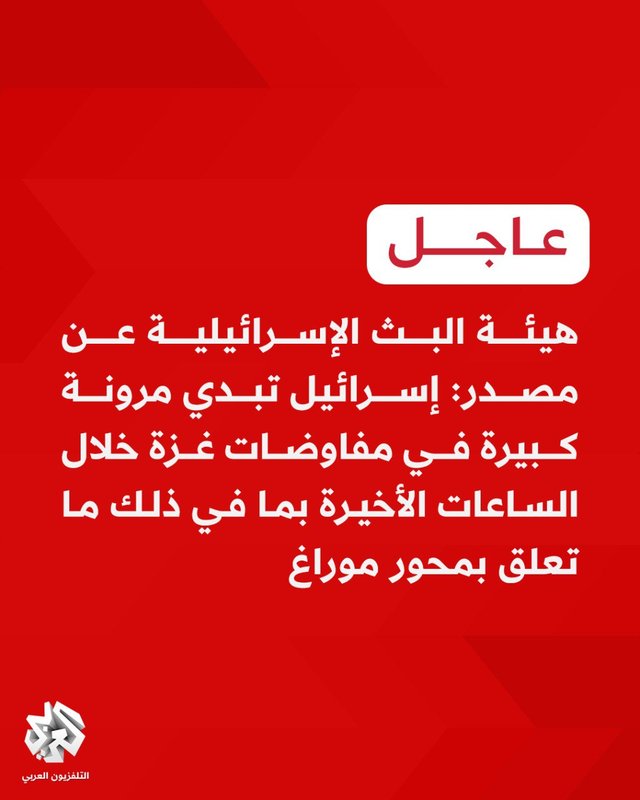 عاجل
هيئة البث الإسرائيلية عن
مصدر: إسرائيل تبدي مرونة
كبيرة في مفاوضات غزة خلال
الساعات الأخيرة بما في ذلك ما
تعلق بمحور موراغ
العربي
التلفزيون العربي